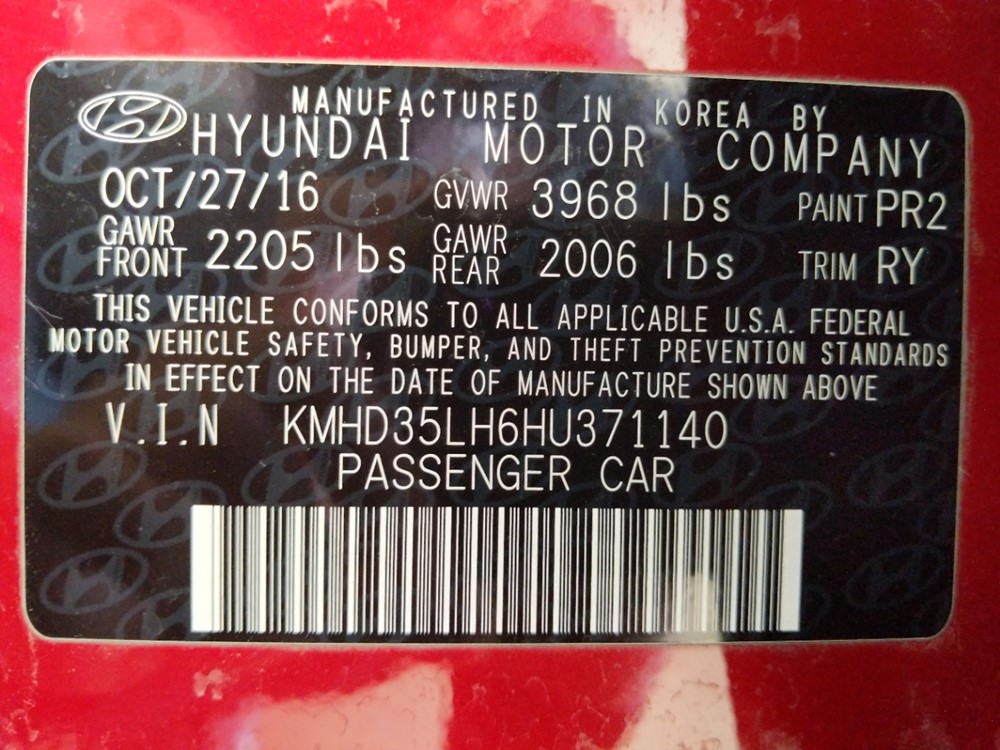 MANUFACTURED IN KOREA BY
HYUNDAI MOTOR COMPANY
OCT/27/16 GVWR 3968 lbs PAINT PR2
GAWR FRONT 2205 lbs GAWR REAR 2006 lbs TRIM RY
THIS VEHICLE CONFORMS TO ALL APPLICABLE U.S.A. FEDERAL
MOTOR VEHICLE SAFETY, BUMPER, AND THEFT PREVENTION STANDARDS
IN EFFECT ON THE DATE OF MANUFACTURE SHOWN ABOVE
V.I.N KMHD35LH6HU371140
PASSENGER CAR